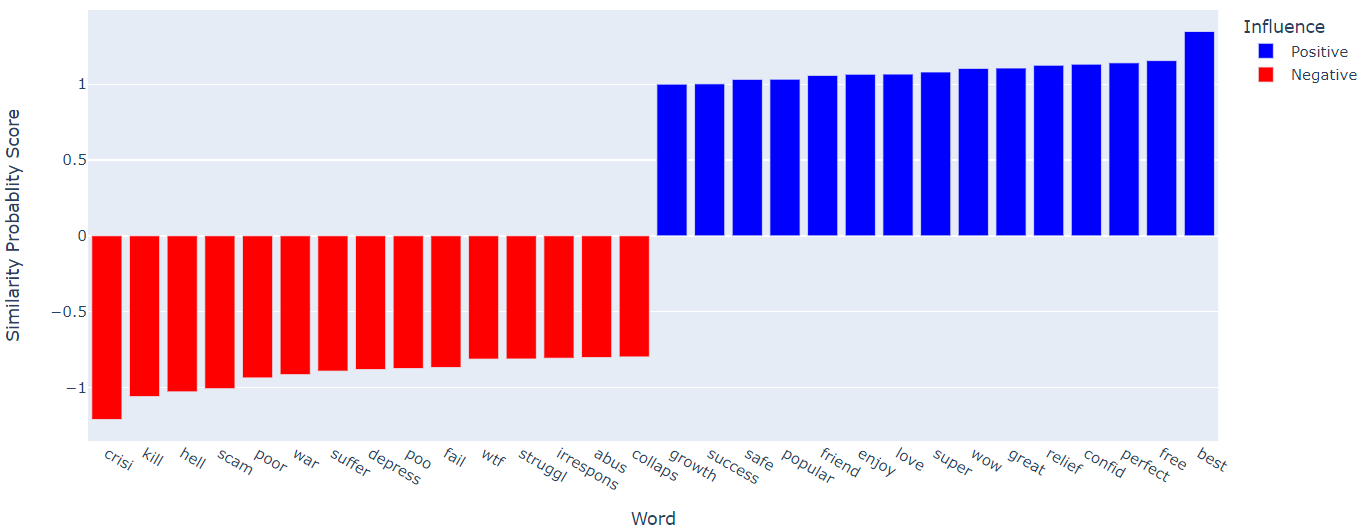 Influence
Positive
Negative
Similarity Probablity Score
1
0.5
0
−0.5
−1
crisi
kill
hell
scam
poor
war
suffer
depress
poo
fail
wtf
struggl
irrespons
abus
collaps
growth
success
safe
popular
friend
enjoy
love
super
wow
great
relief
confid
perfect
free
best
Word